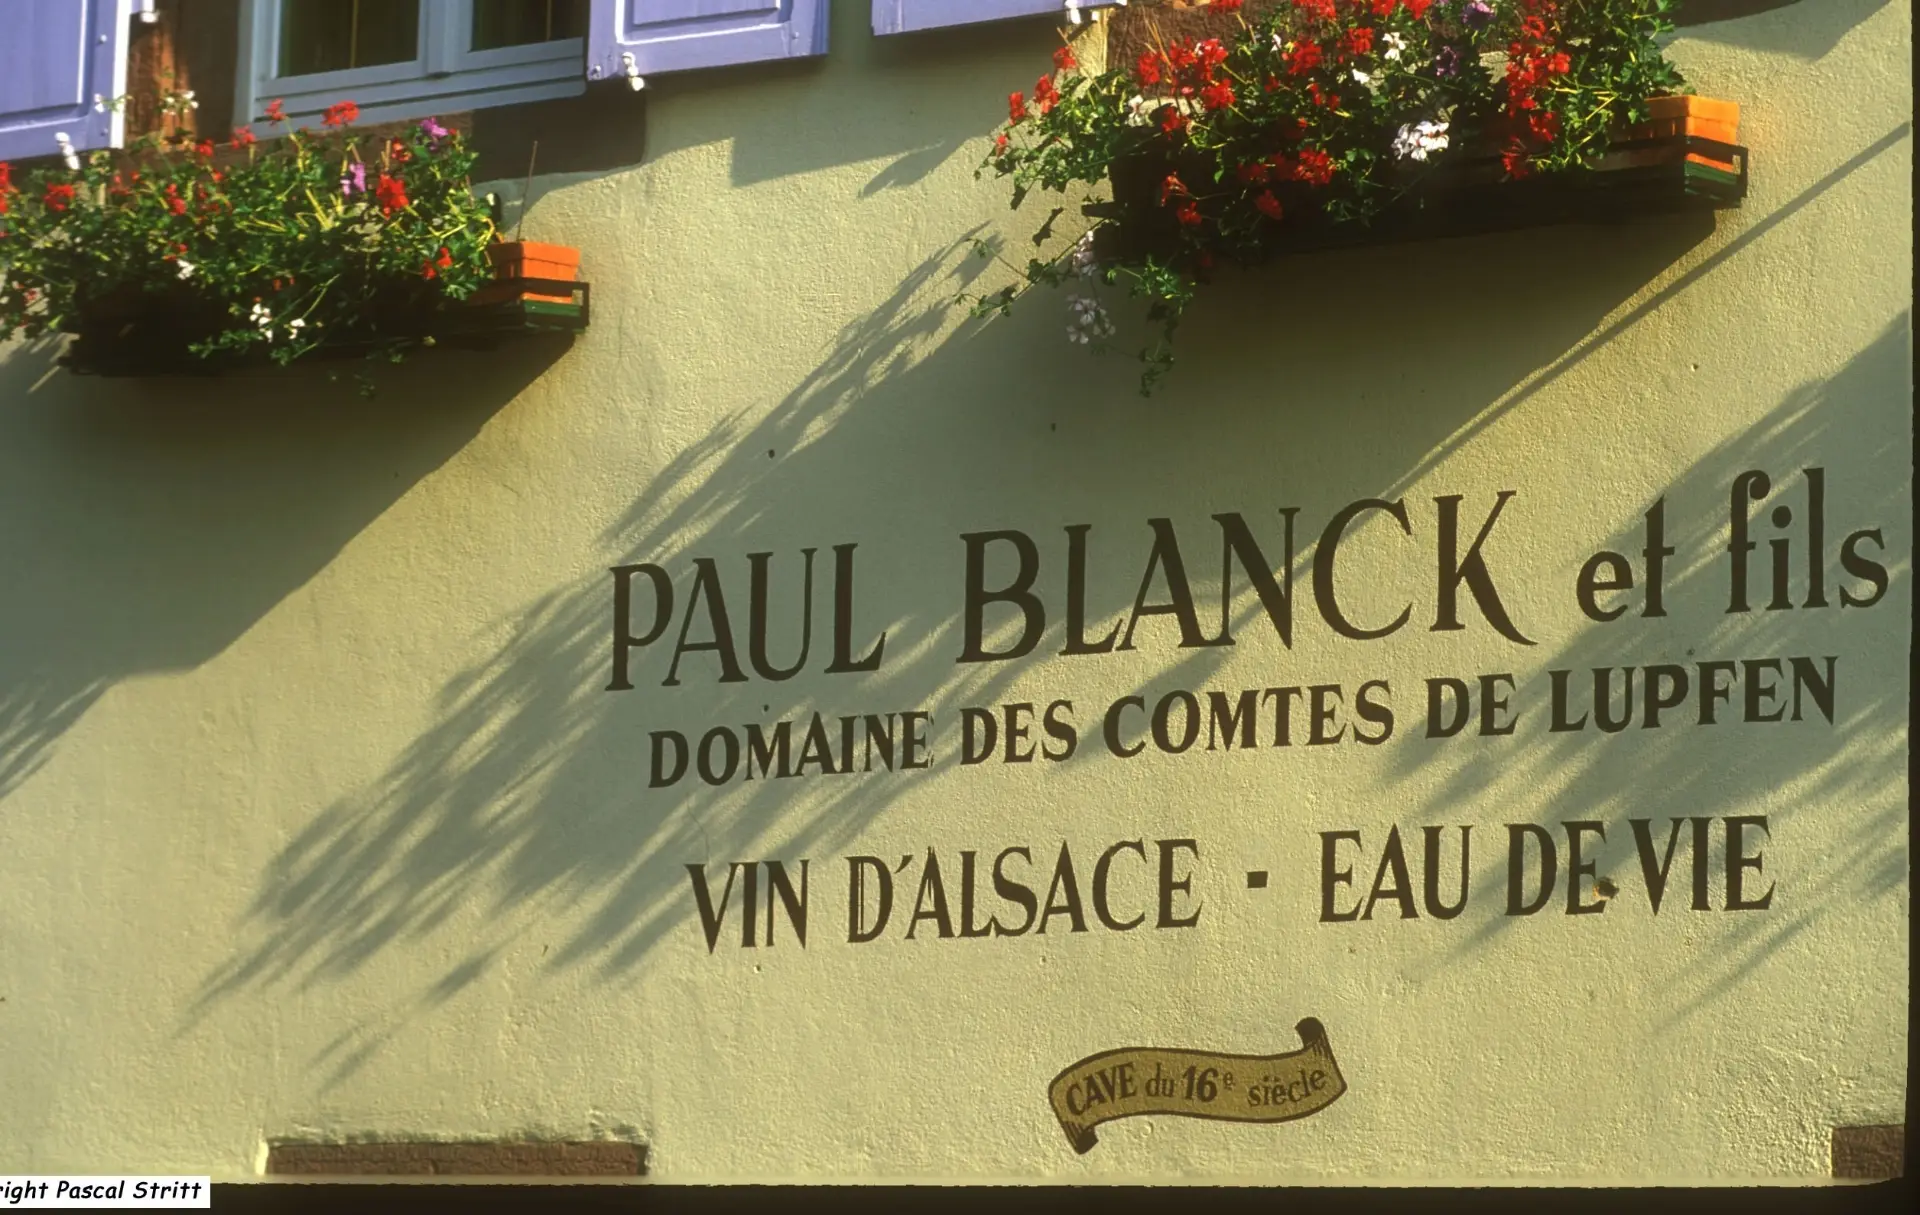 PAUL BLANCK et fils
DOMAINE DES COMTES DE LUPFEN
VIN D'ALSACE - EAU DE VIE
CAVE du 16e siècle
right Pascal Stritt